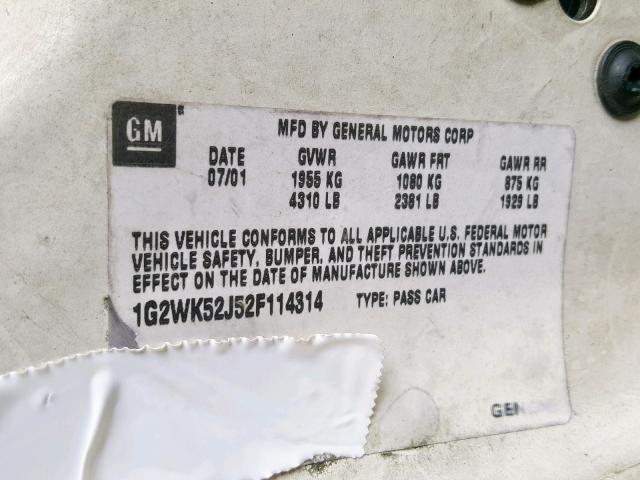 GM
MFD BY GENERAL MOTORS CORP
DATE GVWR GAWR FRT GAWR RR
07/01 1955 KG 1080 KG 875 KG
4310 LB 2381 LB 1929 LB
THIS VEHICLE CONFORMS TO ALL APPLICABLE U.S. FEDERAL MOTOR
VEHICLE SAFETY, BUMPER, AND THEFT PREVENTION STANDARDS IN
EFFECT ON THE DATE OF MANUFACTURE SHOWN ABOVE.
1G2WK52J52F114314 TYPE: PASS CAR